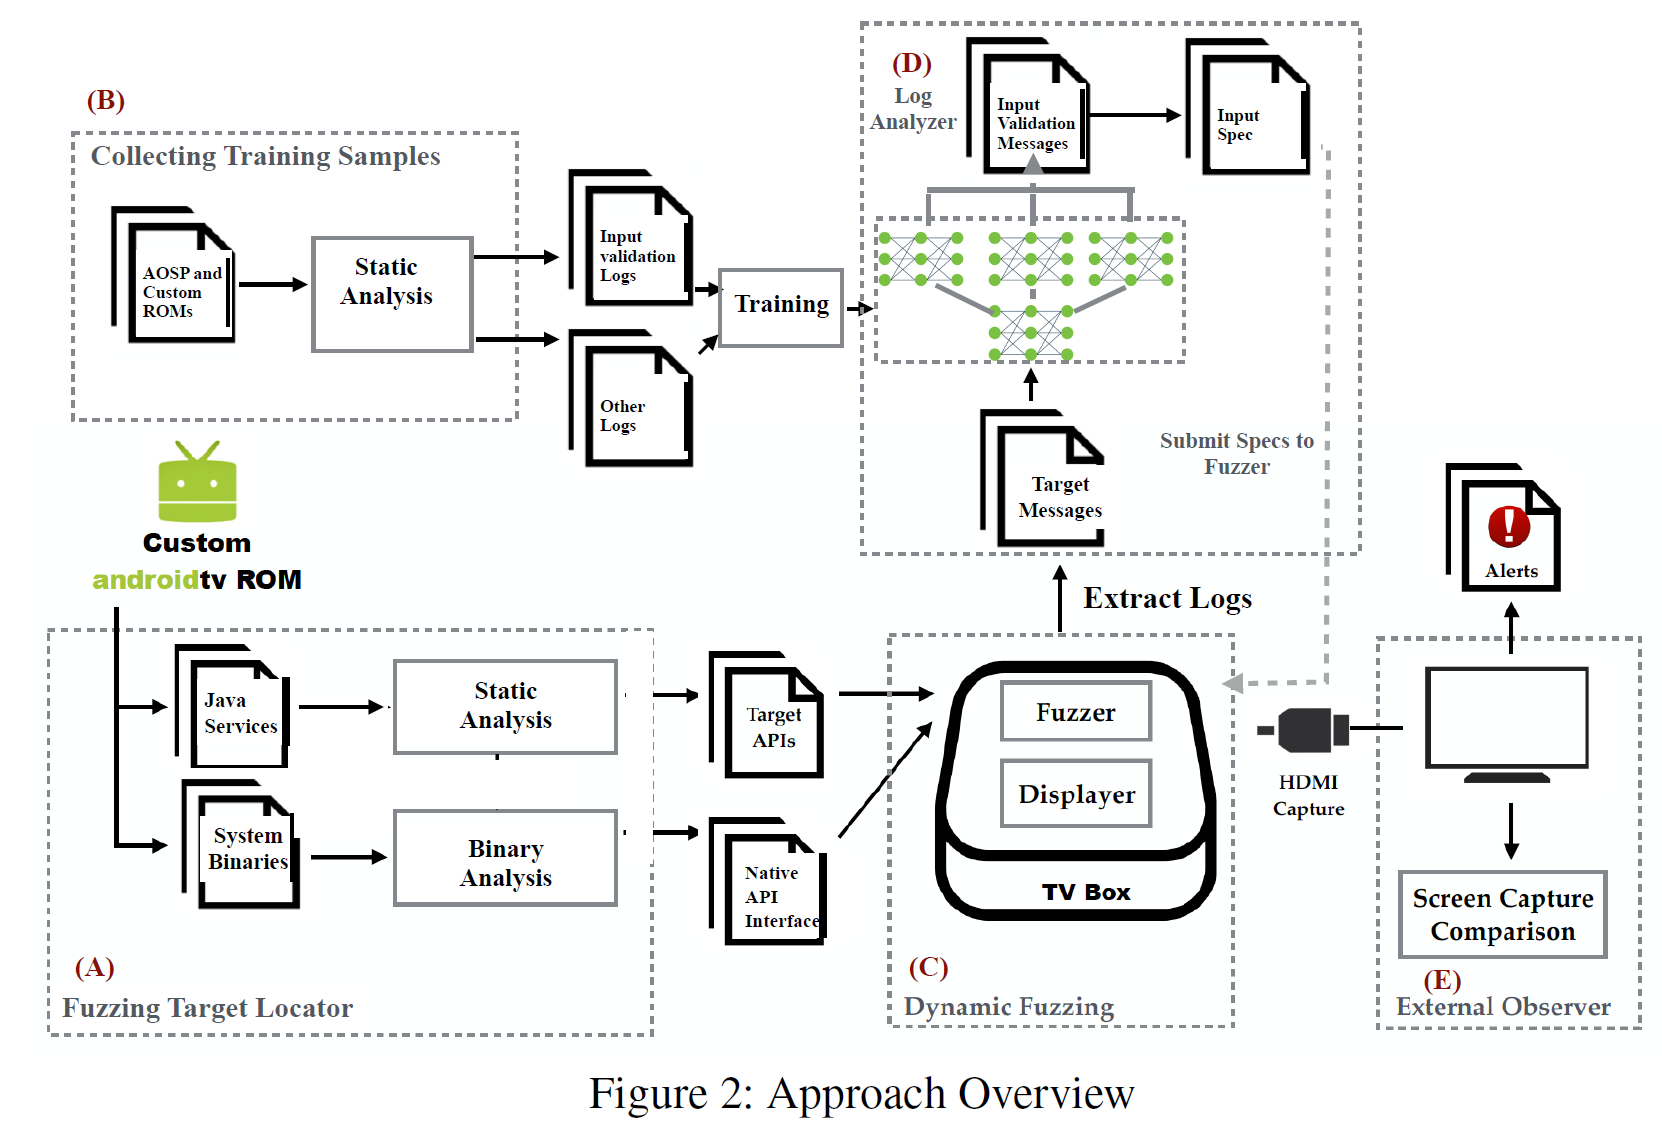 (B)
Collecting Training Samples
AOSP and
Custom
ROMs
Static
Analysis
Input
validation
Logs
Other
Logs
Training
(D)
Log
Analyzer
Input
Validation
Messages
Input
Spec
Target
Messages
Submit Specs to
Fuzzer
Custom
androidtv ROM
Java
Services
System
Binaries
Static
Analysis
Binary
Analysis
(A)
Fuzzing Target Locator
Target
APIs
Native
API
Interface
Extract Logs
Fuzzer
Displayer
TV Box
(C)
Dynamic Fuzzing
HDMI
Capture
!
Alerts
Screen Capture
Comparison
(E)
External Observer
Figure 2: Approach Overview